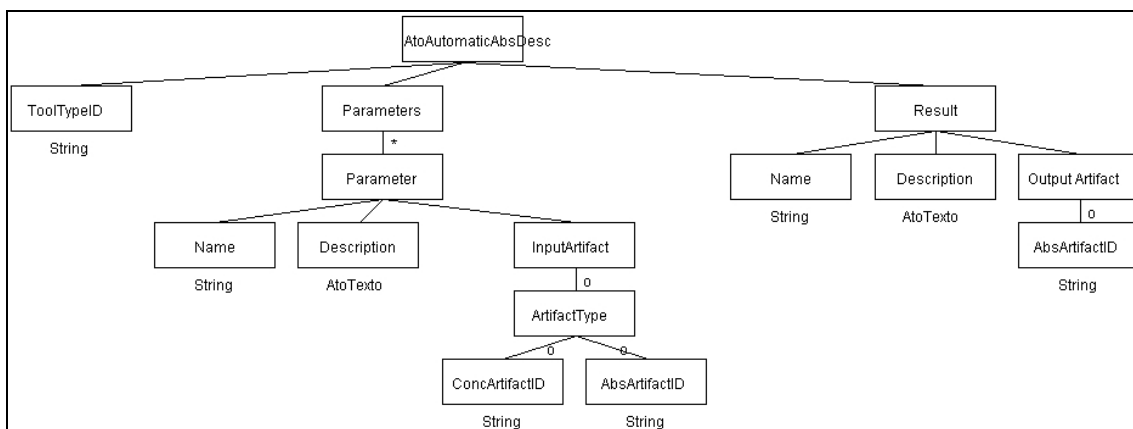 AtoAutomaticAbsDesc
ToolTypeID
Parameters
Result
String
*
Parameter
Name
Description
Output Artifact
String
AtoTexto
0
Name
Description
InputArtifact
AbsArtifactID
String
AtoTexto
0
String
ArtifactType
0
0
ConcArtifactID
AbsArtifactID
String
String